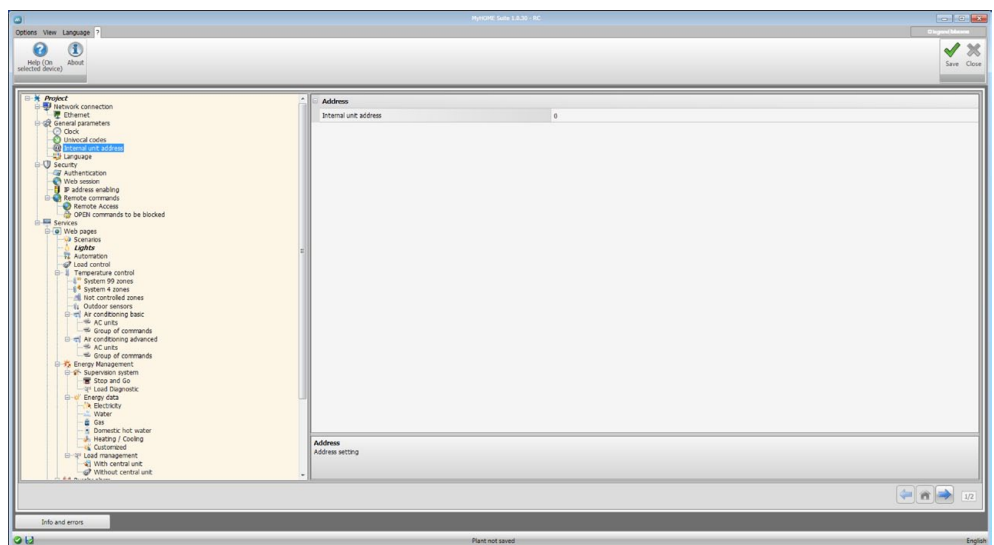 MyHOME Suite 1.0.30 - RC
Options View Language ?
Help (On selected device)
About
Save
Close
Project
Network connection
Ethernet
General parameters
Clock
Univocal codes
Internal unit address
Language
Security
Authentication
Web session
IP address enabling
Remote commands
Remote Access
OPEN commands to be blocked
Services
Web pages
Scenarios
Lights
Automation
Load control
Temperature control
System 99 zones
System 4 zones
Not controlled zones
Outdoor sensors
Air conditioning basic
AC units
Group of commands
Air conditioning advanced
AC units
Group of commands
Energy Management
Supervision system
Stop and Go
Load Diagnostic
Energy data
Electricity
Water
Gas
Domestic hot water
Heating / Cooling
Customized
Load management
With central unit
Without central unit
Address
Internal unit address 0
Address
Address setting
1/2
Info and errors
Plant not saved
English